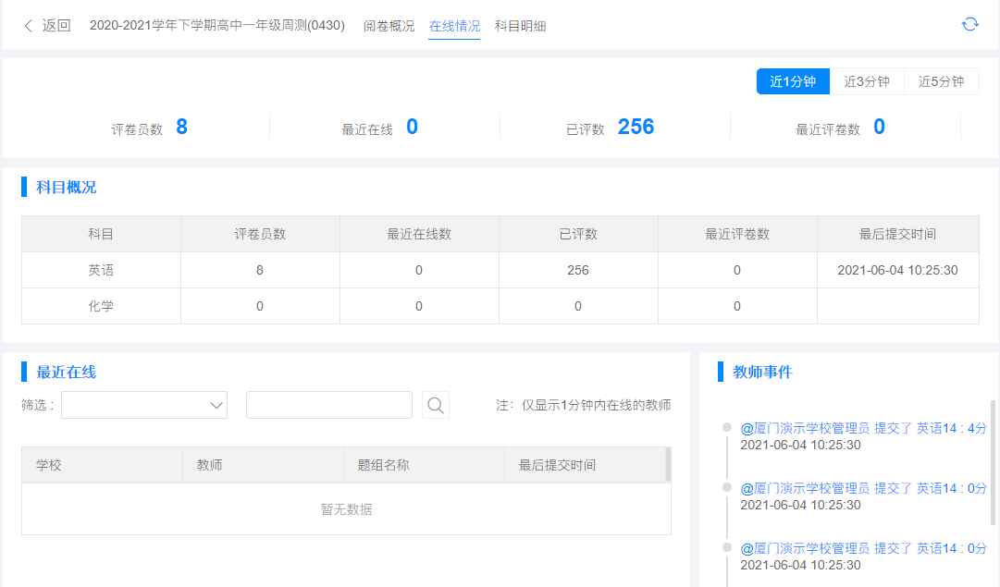 返回 2020-2021学年下学期高中一年级周测(0430) 阅卷概况 在线情况 科目明细
近1分钟 近3分钟 近5分钟
评卷员数 8 最近在线 0 已评数 256 最近评卷数 0
科目概况
科目 评卷员数 最近在线数 已评数 最近评卷数 最后提交时间
英语 8 0 256 0 2021-06-04 10:25:30
化学 0 0 0 0
最近在线
筛选 :
注：仅显示1分钟内在线的教师
学校 教师 题组名称 最后提交时间
暂无数据
教师事件
@厦门演示学校管理员 提交了 英语14 : 4分
2021-06-04 10:25:30
@厦门演示学校管理员 提交了 英语14 : 0分
2021-06-04 10:25:30
@厦门演示学校管理员 提交了 英语14 : 0分
2021-06-04 10:25:30